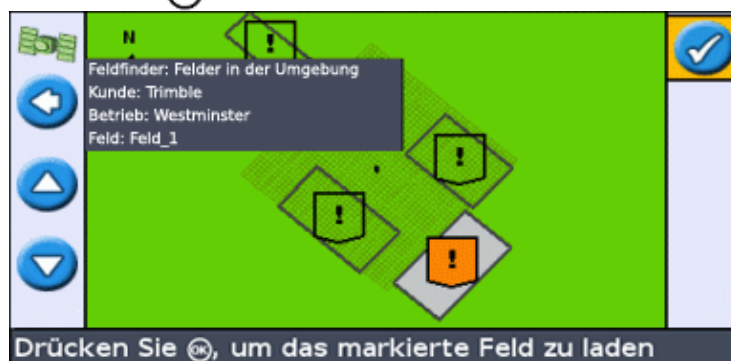 N
Feldfinder: Felder in der Umgebung
Kunde: Trimble
Betrieb: Westminster
Feld: Feld_1
!
!
!
!
Drücken Sie OK, um das markierte Feld zu laden